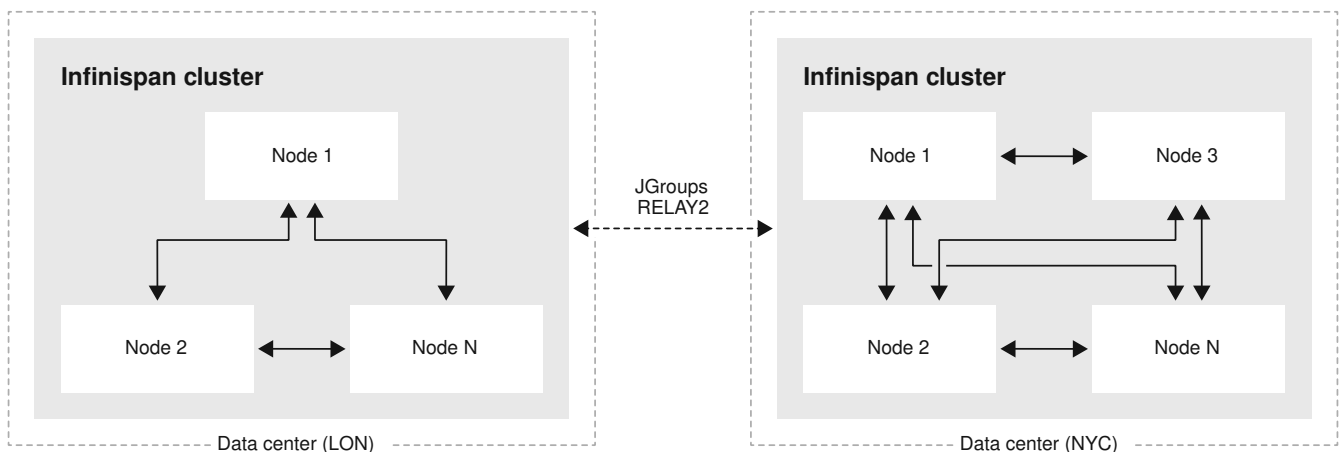 Infinispan cluster
Node 1
Node 2
Node N
Data center (LON)
JGroups
RELAY2
Infinispan cluster
Node 1
Node 3
Node 2
Node N
Data center (NYC)